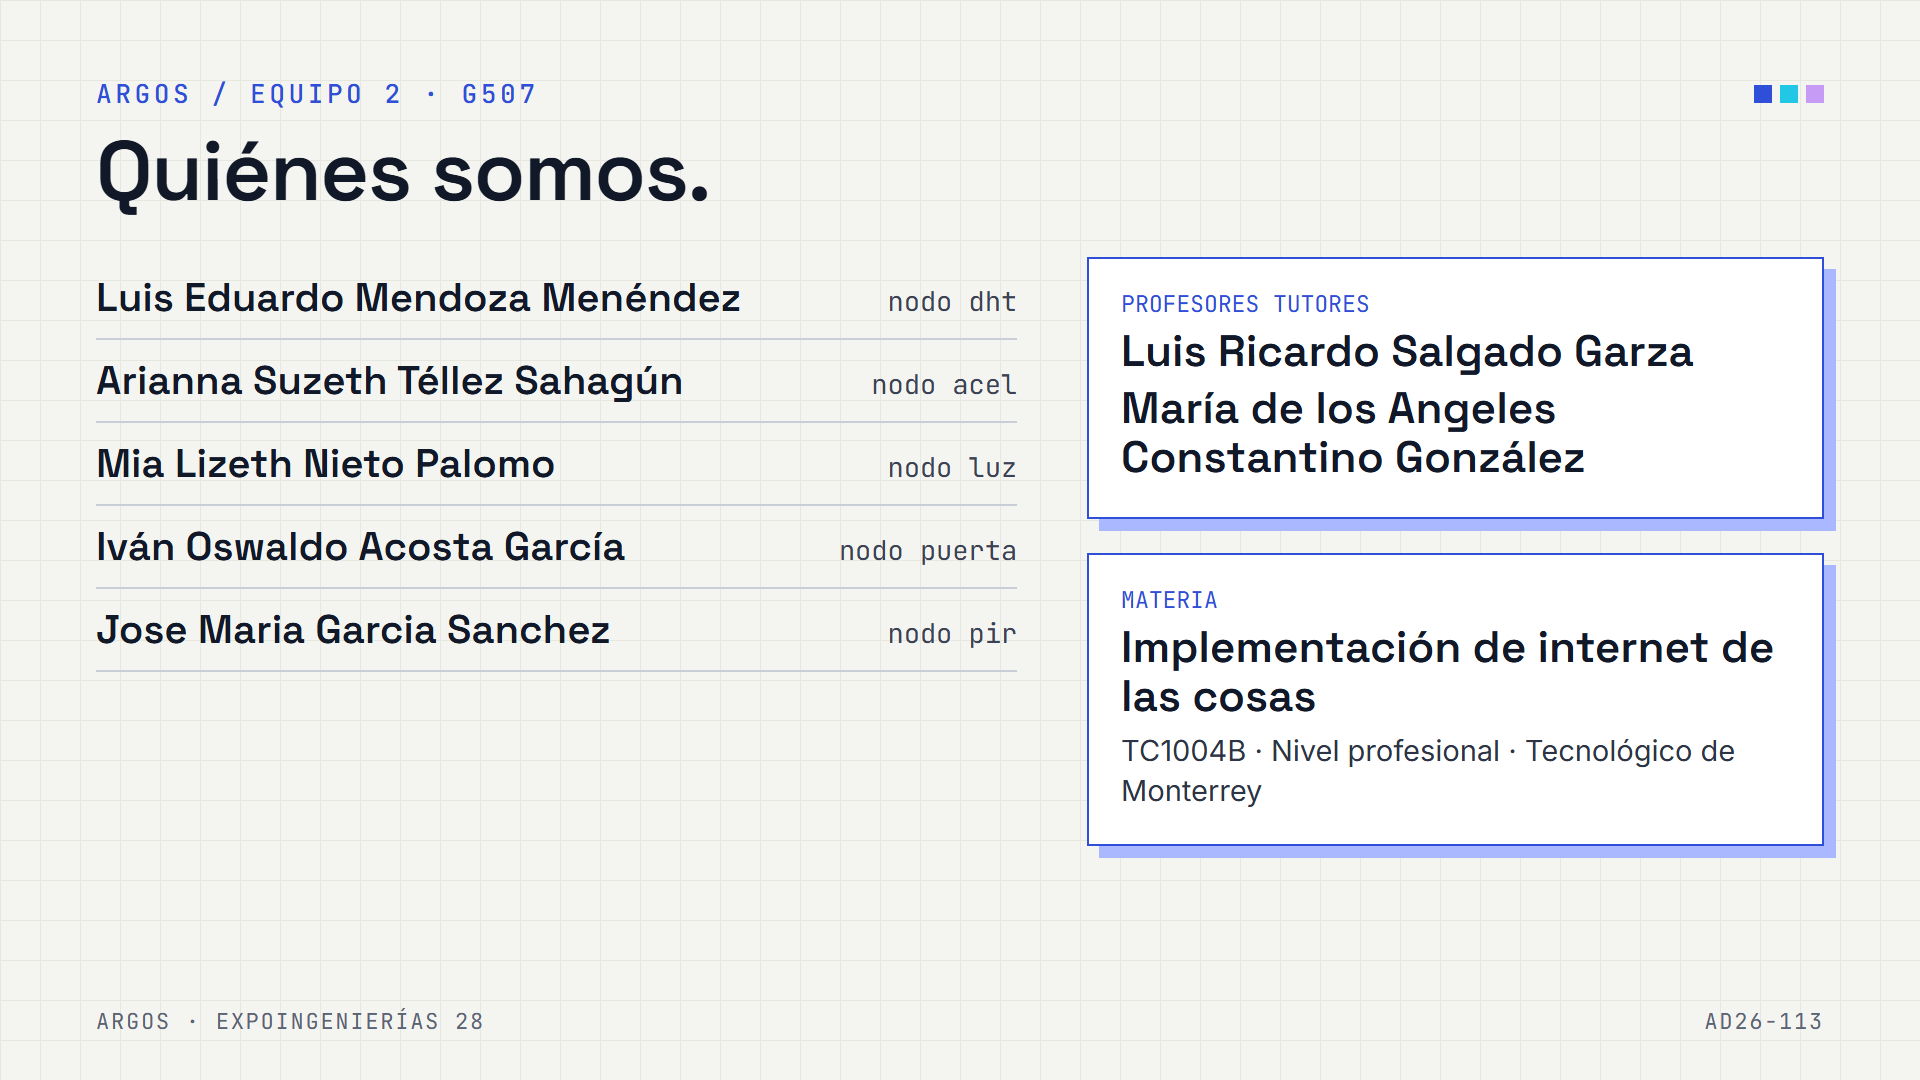 ARGOS / EQUIPO 2 · G507
Quiénes somos.
Luis Eduardo Mendoza Menéndez nodo dht
Arianna Suzeth Téllez Sahagún nodo acel
Mia Lizeth Nieto Palomo nodo luz
Iván Oswaldo Acosta García nodo puerta
Jose Maria Garcia Sanchez nodo pir
PROFESORES TUTORES
Luis Ricardo Salgado Garza
María de los Angeles
Constantino González
MATERIA
Implementación de internet de
las cosas
TC1004B · Nivel profesional · Tecnológico de
Monterrey
ARGOS · EXPOINGENIERÍAS 28
AD26-113